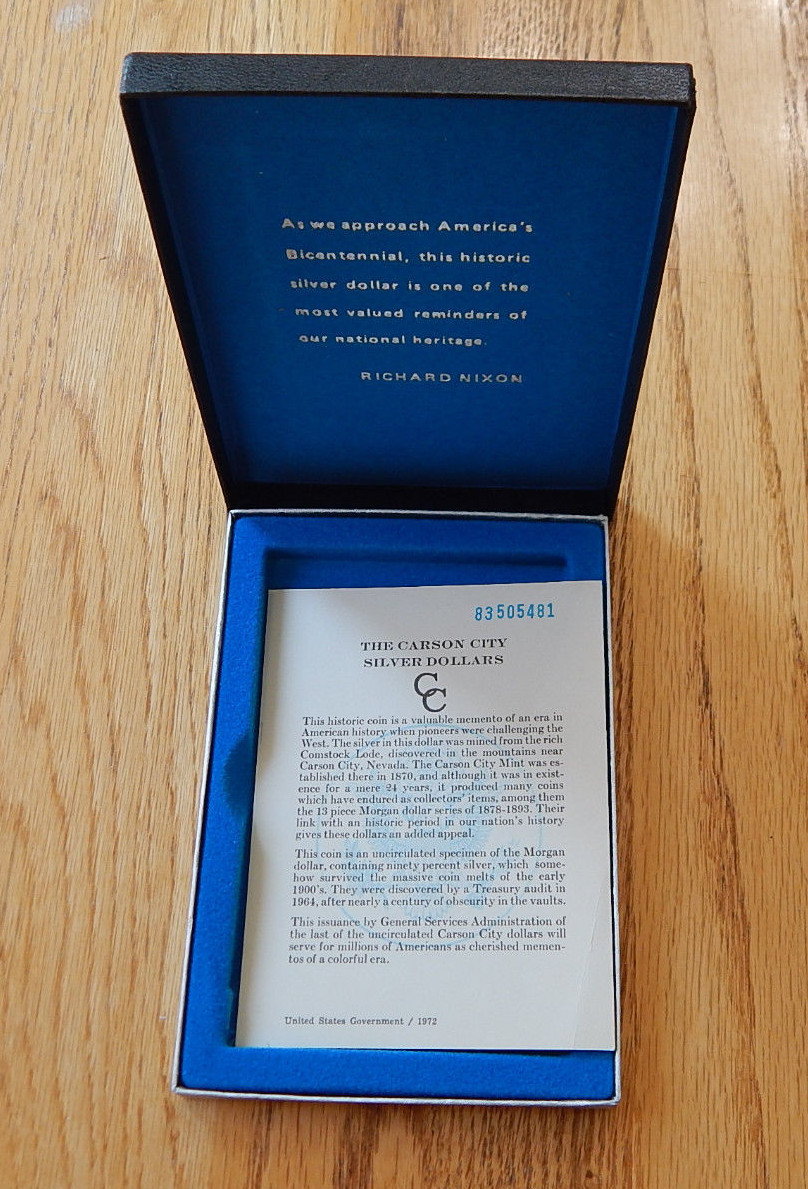 As we approach America's
Bicentennial, this historic
silver dollar is one of the
most valued reminders of
our national heritage.
RICHARD NIXON
83505481
THE CARSON CITY
SILVER DOLLARS
CC
This historic coin is a valuable memento of an era in
American history when pioneers were challenging the
West. The silver in this dollar was mined from the rich
Comstock Lode, discovered in the mountains near
Carson City, Nevada. The Carson City Mint was es-
tablished there in 1870, and although it was in exist-
ence for a mere 24 years, it produced many coins
which have endured as collectors' items, among them
the 13 piece Morgan dollar series of 1878-1893. Their
link with an historic period in our nation's history
gives these dollars an added appeal.
This coin is an uncirculated specimen of the Morgan
dollar, containing ninety percent silver, which some-
how survived the massive coin melts of the early
1900's. They were discovered by a Treasury audit in
1964, after nearly a century of obscurity in the vaults.
This issuance by General Services Administration of
the last of the uncirculated Carson City dollars will
serve for millions of Americans as cherished memen-
tos of a colorful era.
United States Government / 1972